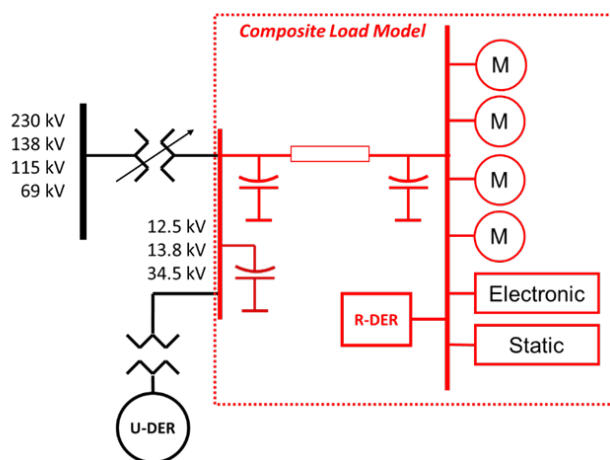 Composite Load Model
230 kV
138 kV
115 kV
69 kV
12.5 kV
13.8 kV
34.5 kV
M
M
M
M
Electronic
R-DER
Static
U-DER